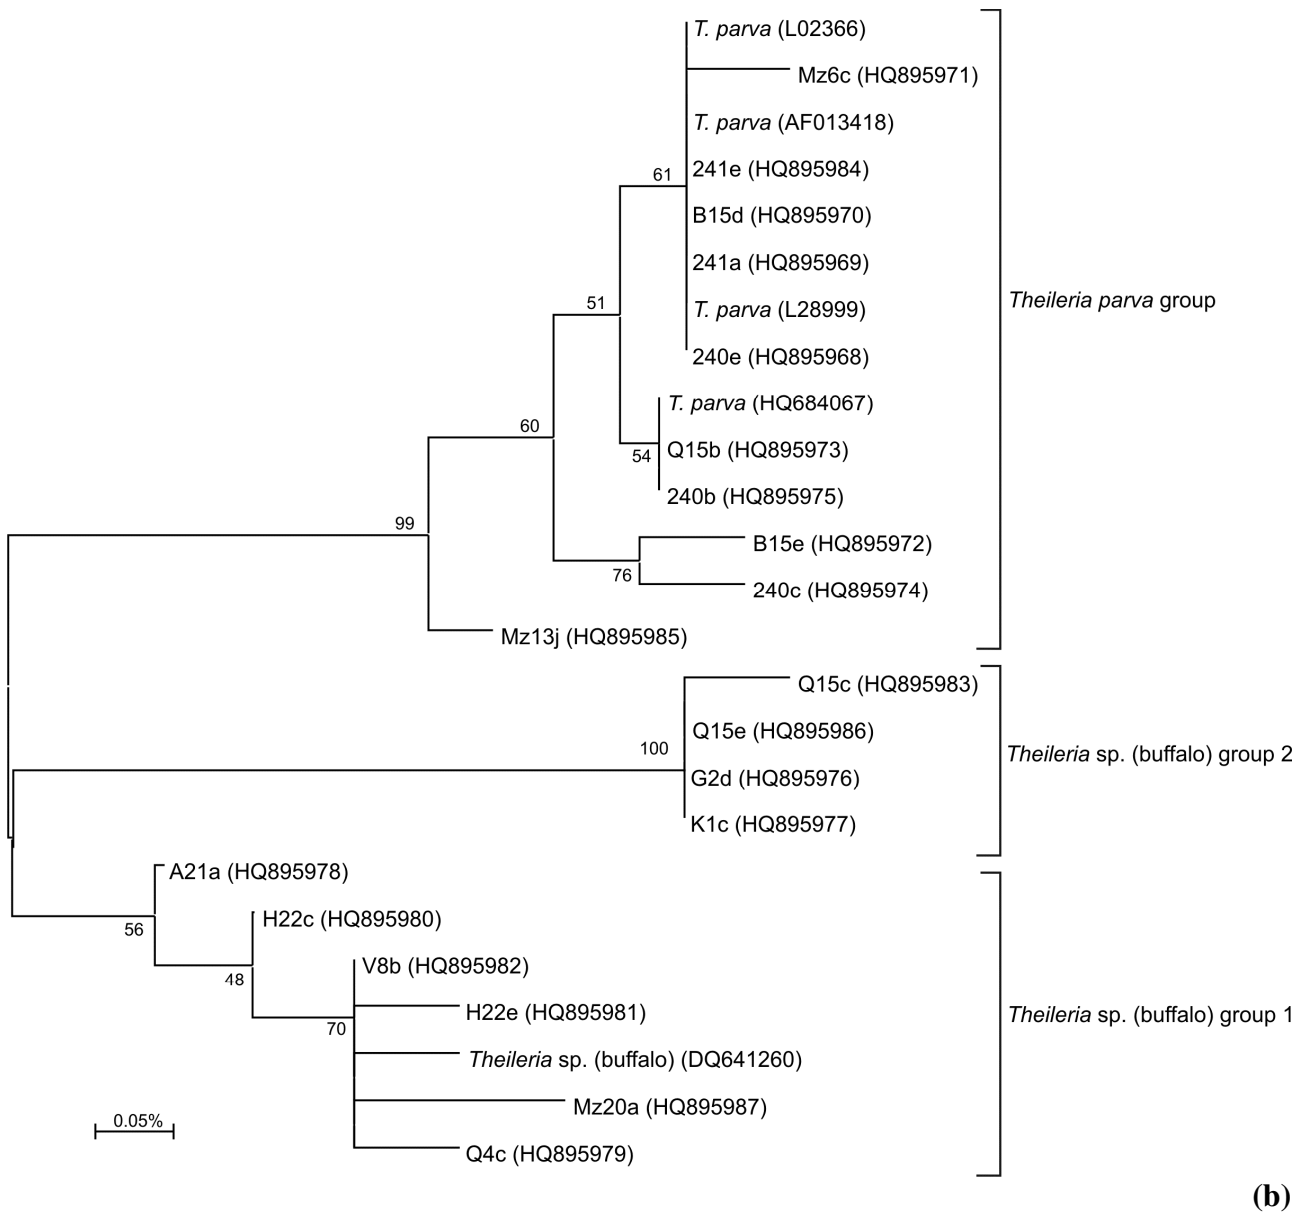 T. parva (L02366)
Mz6c (HQ895971)
T. parva (AF013418)
61
241e (HQ895984)
B15d (HQ895970)
241a (HQ895969)
51
T. parva (L28999)
Theileria parva group
240e (HQ895968)
T. parva (HQ684067)
60
54
Q15b (HQ895973)
240b (HQ895975)
99
B15e (HQ895972)
76
240c (HQ895974)
Mz13j (HQ895985)
Q15c (HQ895983)
Q15e (HQ895986)
100
Theileria sp. (buffalo) group 2
G2d (HQ895976)
K1c (HQ895977)
A21a (HQ895978)
56
H22c (HQ895980)
48
V8b (HQ895982)
70
H22e (HQ895981)
Theileria sp. (buffalo) group 1
Theileria sp. (buffalo) (DQ641260)
Mz20a (HQ895987)
0.05%
Q4c (HQ895979)
(b)